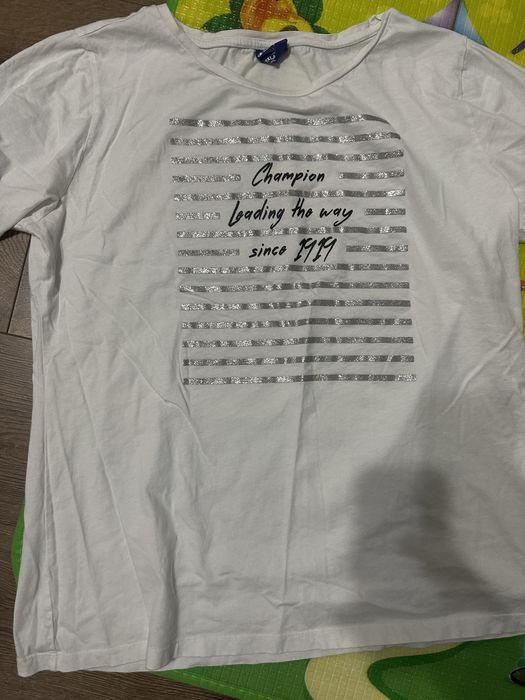 Champion
Leading the way
since 1919